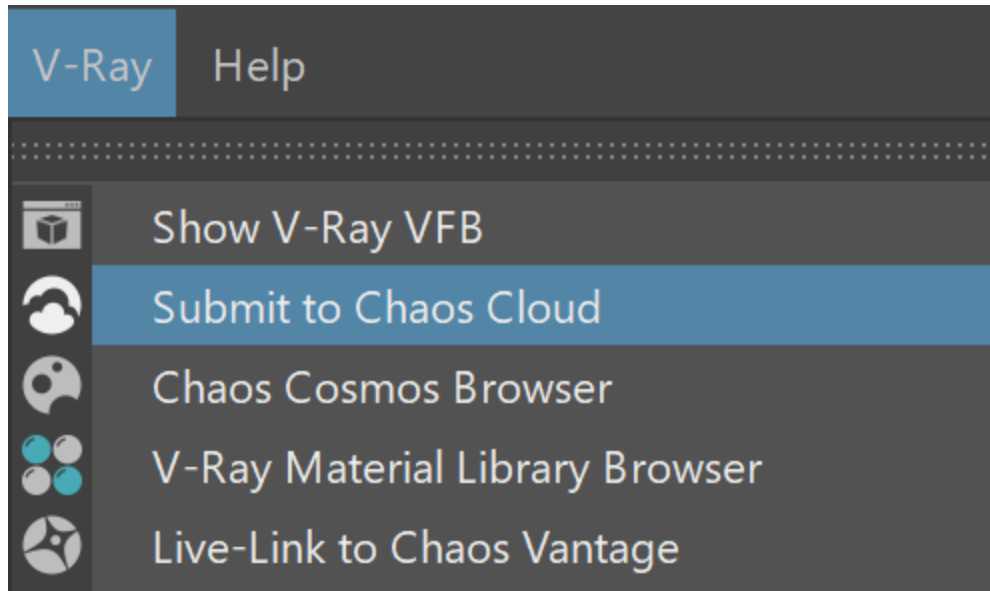 V-Ray Help
Show V-Ray VFB
Submit to Chaos Cloud
Chaos Cosmos Browser
V-Ray Material Library Browser
Live-Link to Chaos Vantage